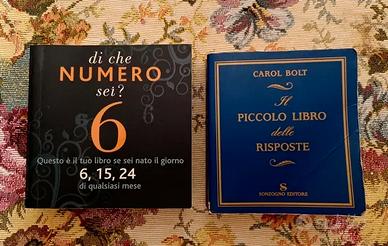 di che
NUMERO
sei?
6
Questo è il tuo libro se sei nato il giorno
6, 15, 24
di qualsiasi mese
CAROL BOLT
Il
PICCOLO LIBRO
delle
RISPOSTE
S
SONZOGNO EDITORE